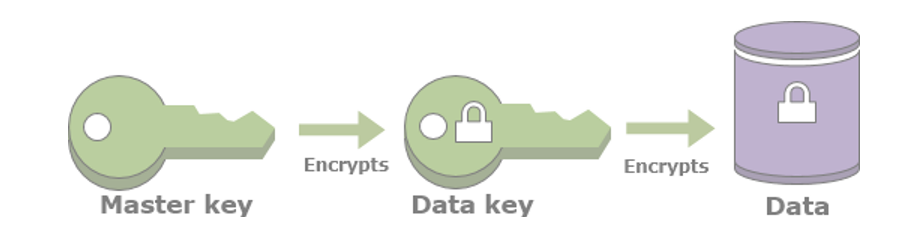 Encrypts
Encrypts
Master key
Data key
Data